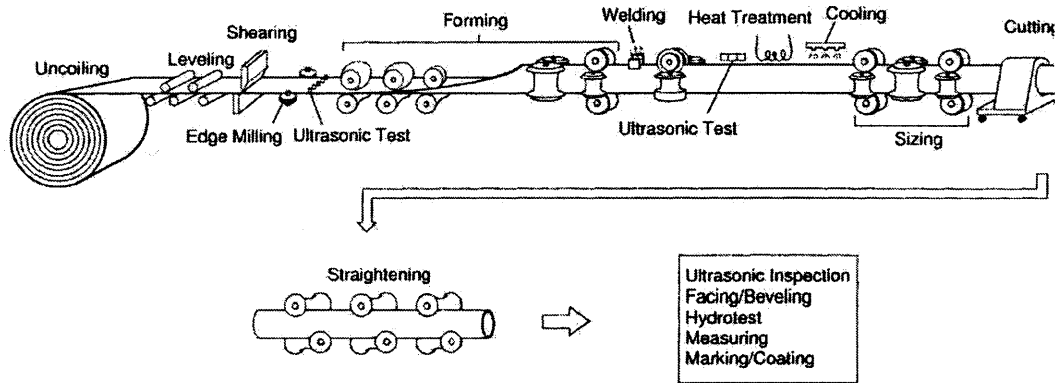 Uncoiling
Leveling
Shearing
Edge Milling
Ultrasonic Test
Forming
Welding
Ultrasonic Test
Heat Treatment
Cooling
Sizing
Cutting
Straightening
Ultrasonic Inspection
Facing/Beveling
Hydrotest
Measuring
Marking/Coating